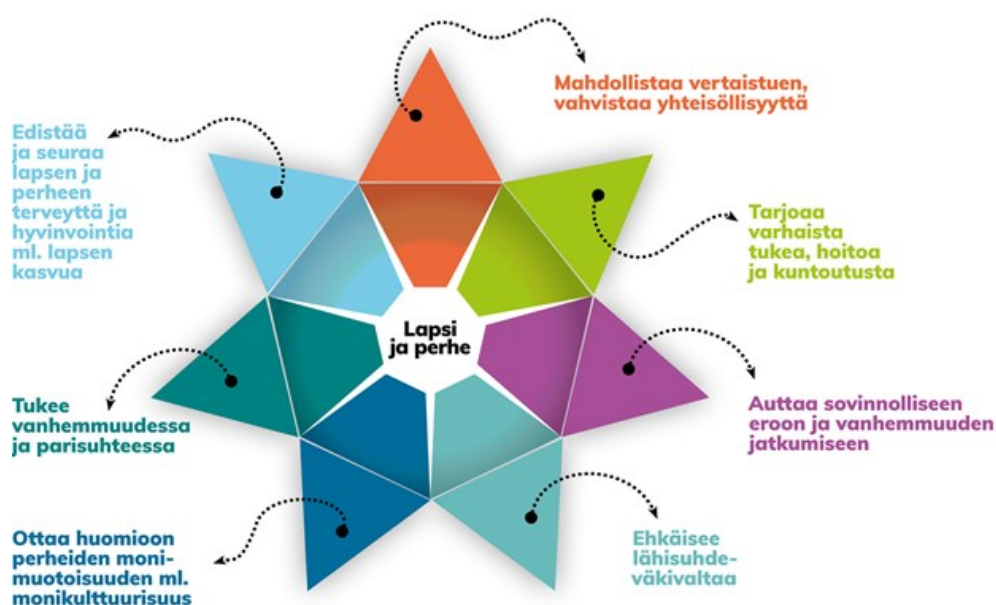 Mahdollistaa vertaistuen,
vahvistaa yhteisöllisyyttä
Edistää
ja seuraa
lapsen ja
perheen
terveyttä ja
hyvinvointia
ml. lapsen
kasvua
Tarjoaa
varhaista
tukea, hoitoa
ja kuntoutusta
Lapsi
ja perhe
Tukee
vanhemmuudessa
ja parisuhteessa
Auttaa sovinnolliseen
eroon ja vanhemmuuden
jatkumiseen
Ottaa huomioon
perheiden moni-
muotoisuuden ml.
monikulttuurisuus
Ehkäisee
lähisuhde-
väkivaltaa